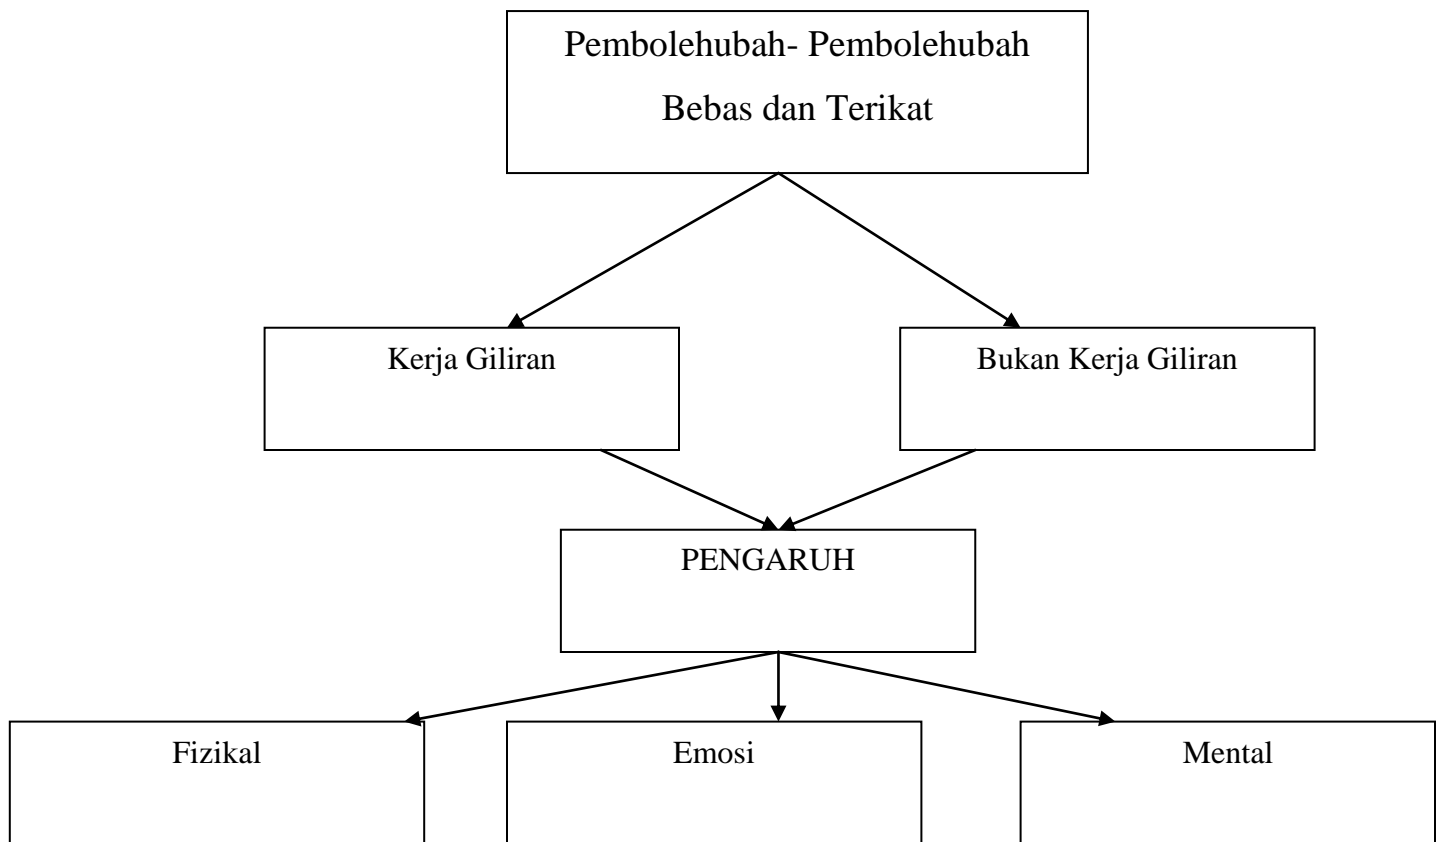 Pembolehubah- Pembolehubah
Bebas dan Terikat
Kerja Giliran
Bukan Kerja Giliran
PENGARUH
Fizikal
Emosi
Mental